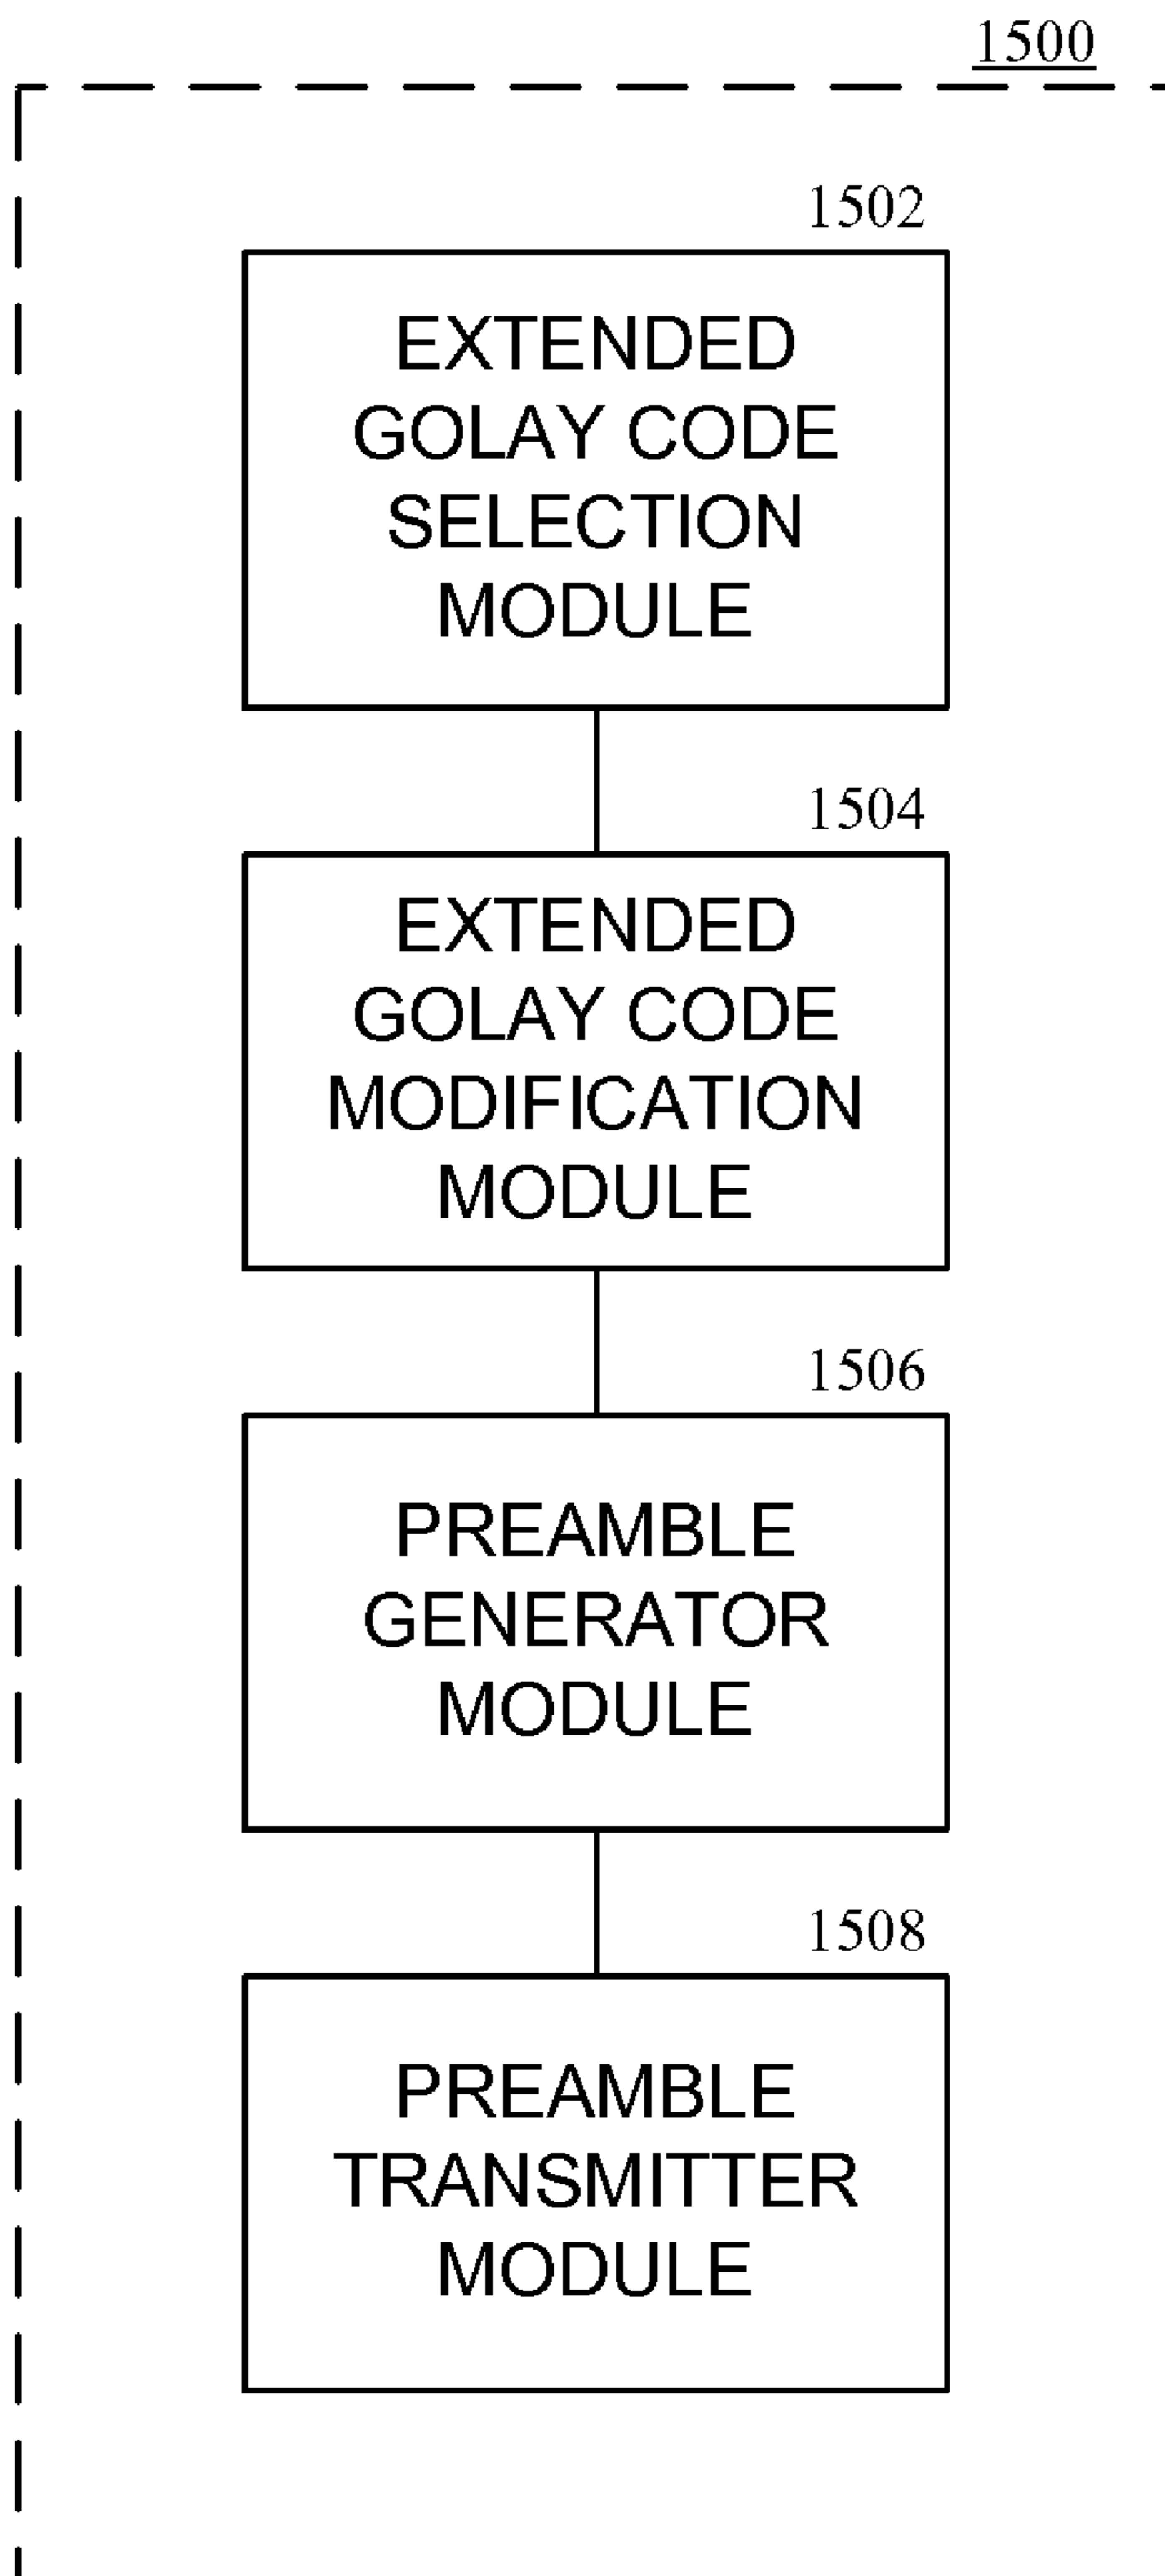 1500
1502
EXTENDED
GOLAY CODE
SELECTION
MODULE
1504
EXTENDED
GOLAY CODE
MODIFICATION
MODULE
1506
PREAMBLE
GENERATOR
MODULE
1508
PREAMBLE
TRANSMITTER
MODULE